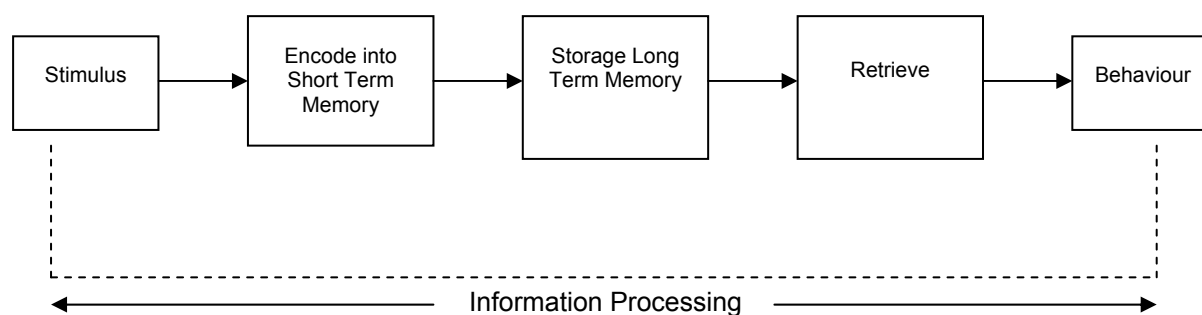 Stimulus
Encode into
Short Term
Memory
Storage Long
Term Memory
Retrieve
Behaviour
Information Processing